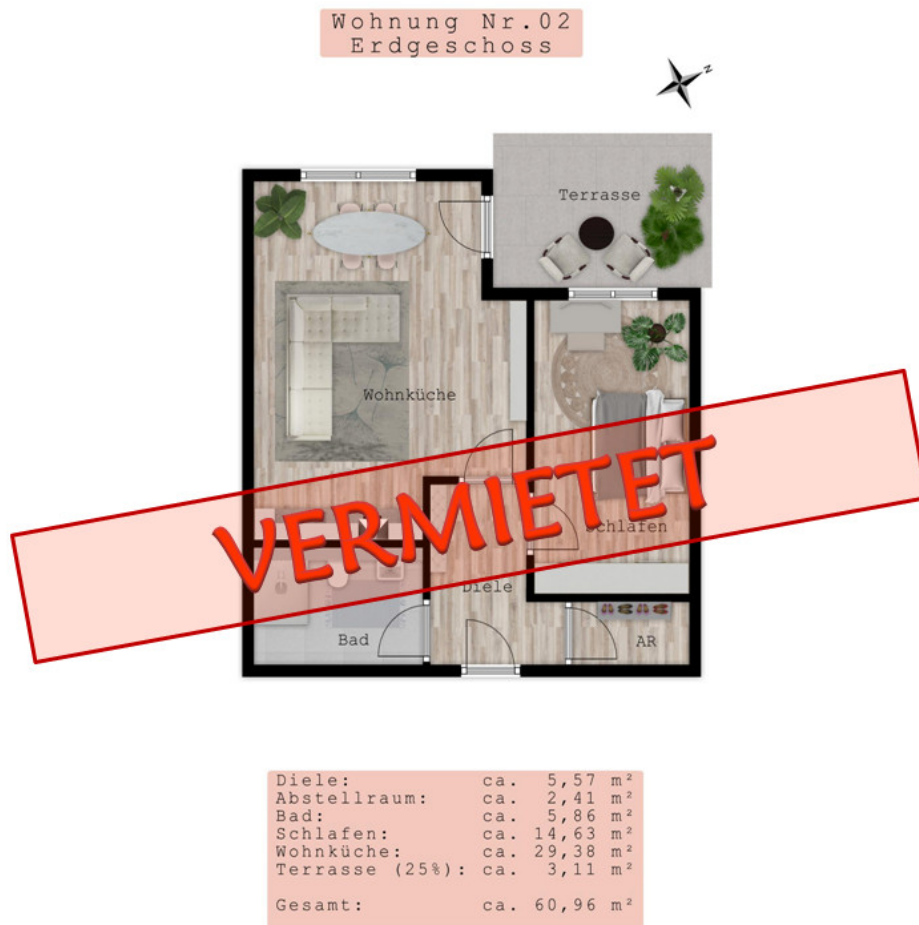 Wohnung Nr.02
Erdgeschoss
N
Terrasse
Wohnküche
VERMIETET
Schlafen
Diele
Bad
AR
Diele: ca. 5,57 m²
Abstellraum: ca. 2,41 m²
Bad: ca. 5,86 m²
Schlafen: ca. 14,63 m²
Wohnküche: ca. 29,38 m²
Terrasse (25%): ca. 3,11 m²
Gesamt: ca. 60,96 m²